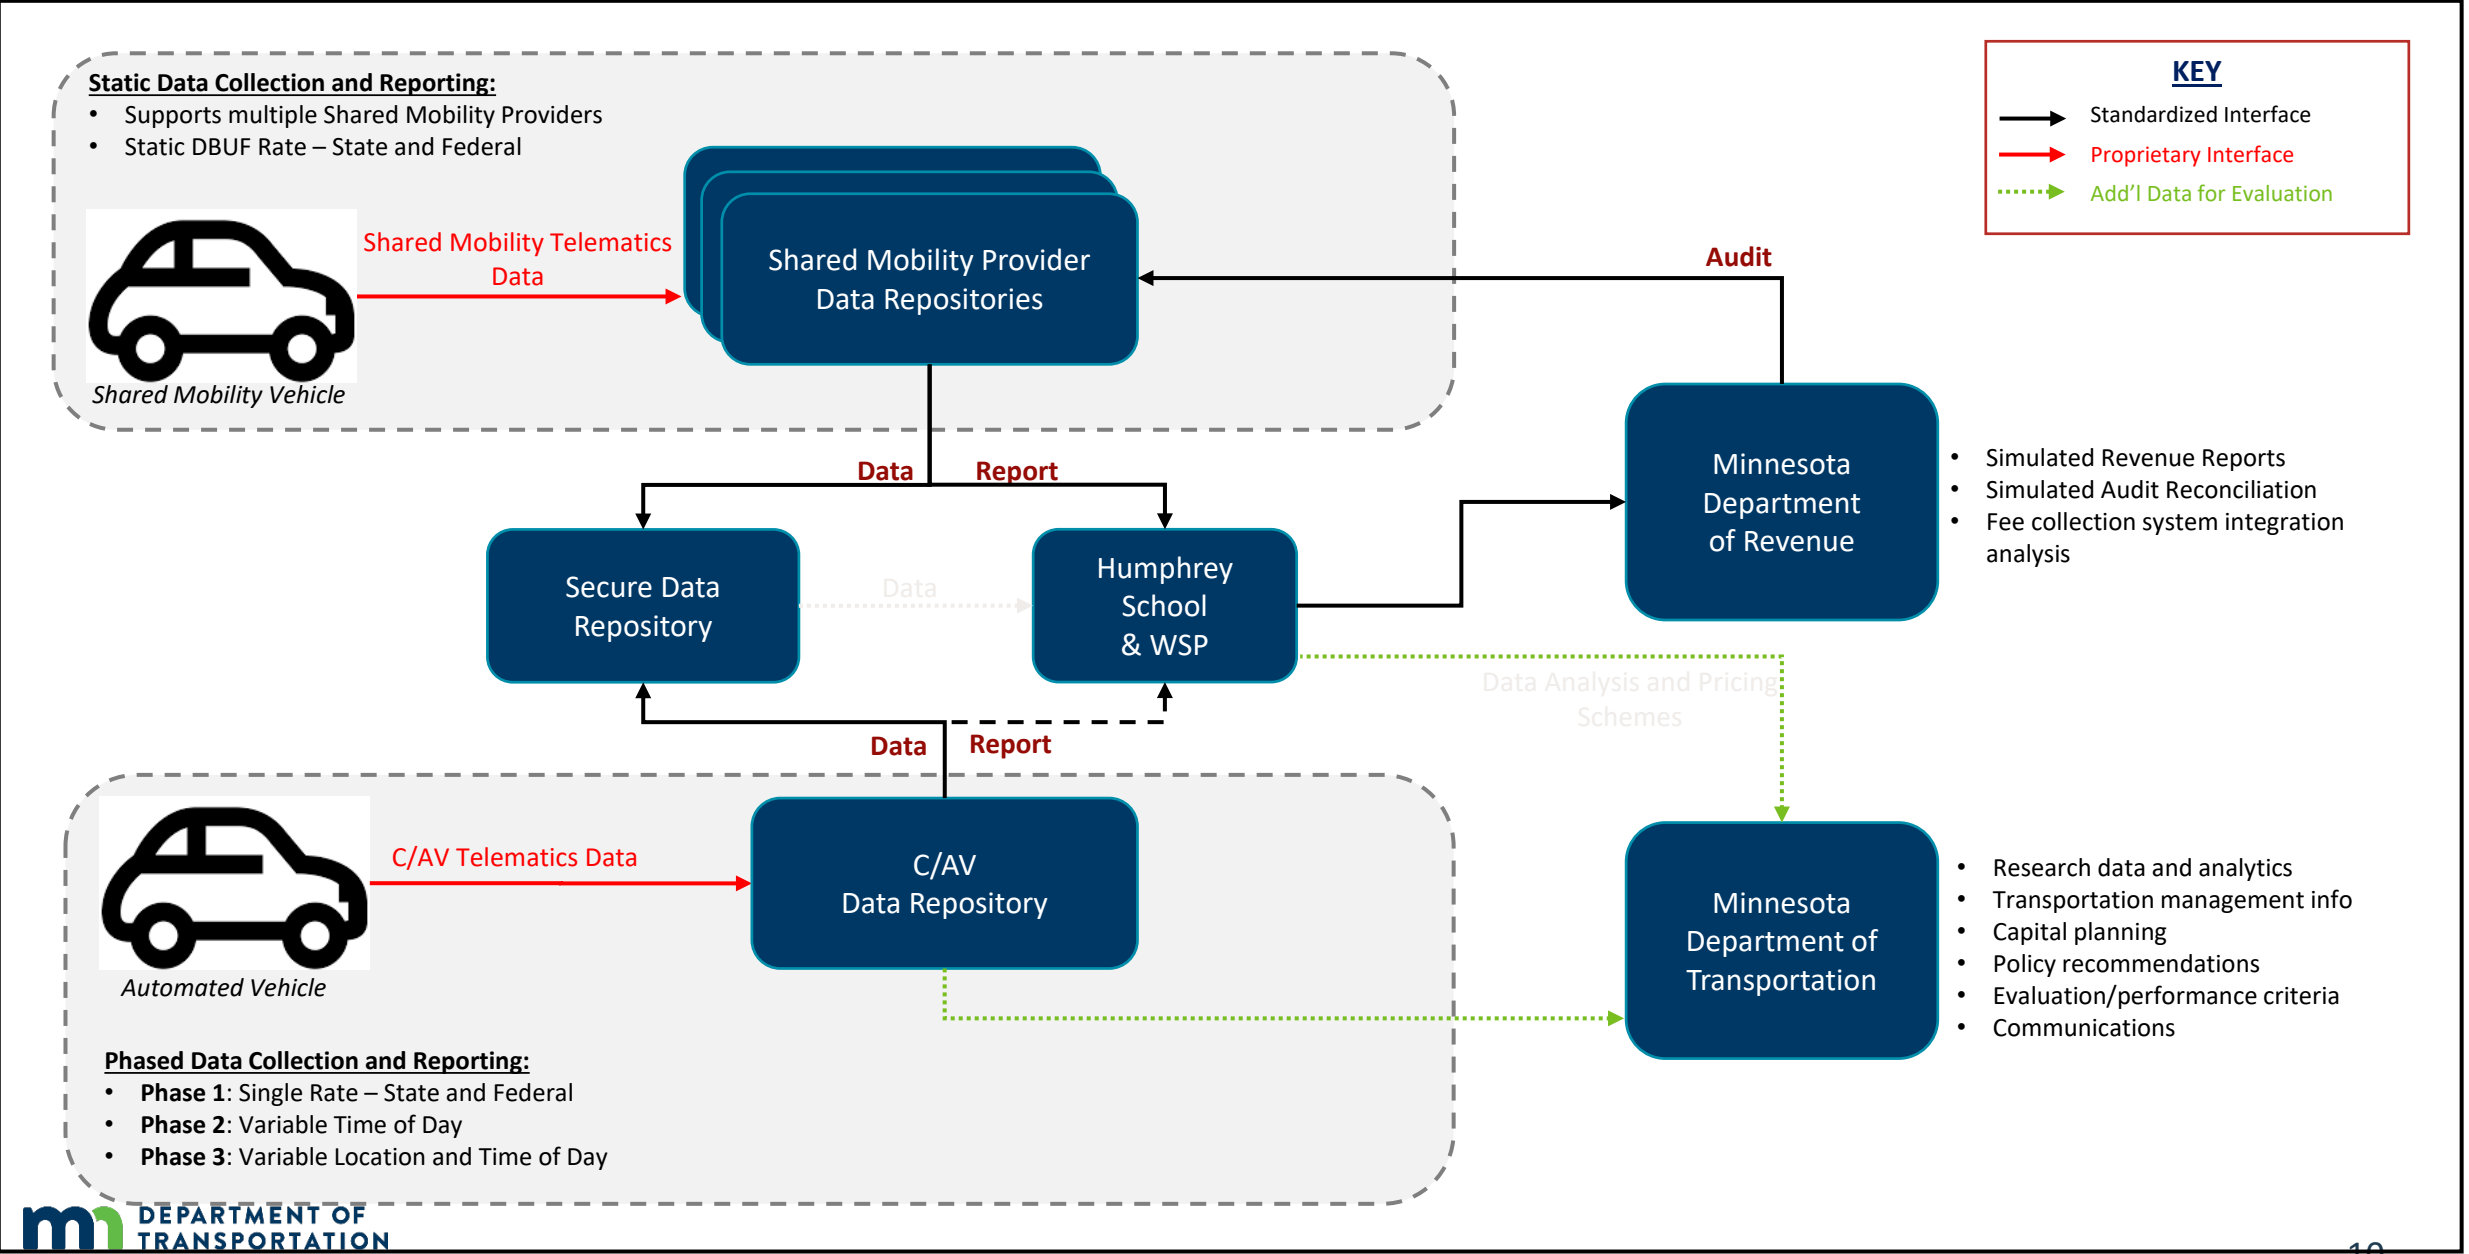 Static Data Collection and Reporting:
• Supports multiple Shared Mobility Providers
• Static DBUF Rate – State and Federal
Shared Mobility Telematics
Data
Shared Mobility Vehicle
Shared Mobility Provider
Data Repositories
KEY
Standardized Interface
Proprietary Interface
Add'l Data for Evaluation
Audit
Data
Report
Secure Data
Repository
Data
Humphrey
School
& WSP
Minnesota
Department
of Revenue
• Simulated Revenue Reports
• Simulated Audit Reconciliation
• Fee collection system integration
analysis
Data Analysis and Pricing
Schemes
Data
Report
C/AV Telematics Data
Automated Vehicle
C/AV
Data Repository
Minnesota
Department of
Transportation
• Research data and analytics
• Transportation management info
• Capital planning
• Policy recommendations
• Evaluation/performance criteria
• Communications
Phased Data Collection and Reporting:
• Phase 1: Single Rate – State and Federal
• Phase 2: Variable Time of Day
• Phase 3: Variable Location and Time of Day
mn
DEPARTMENT OF
TRANSPORTATION